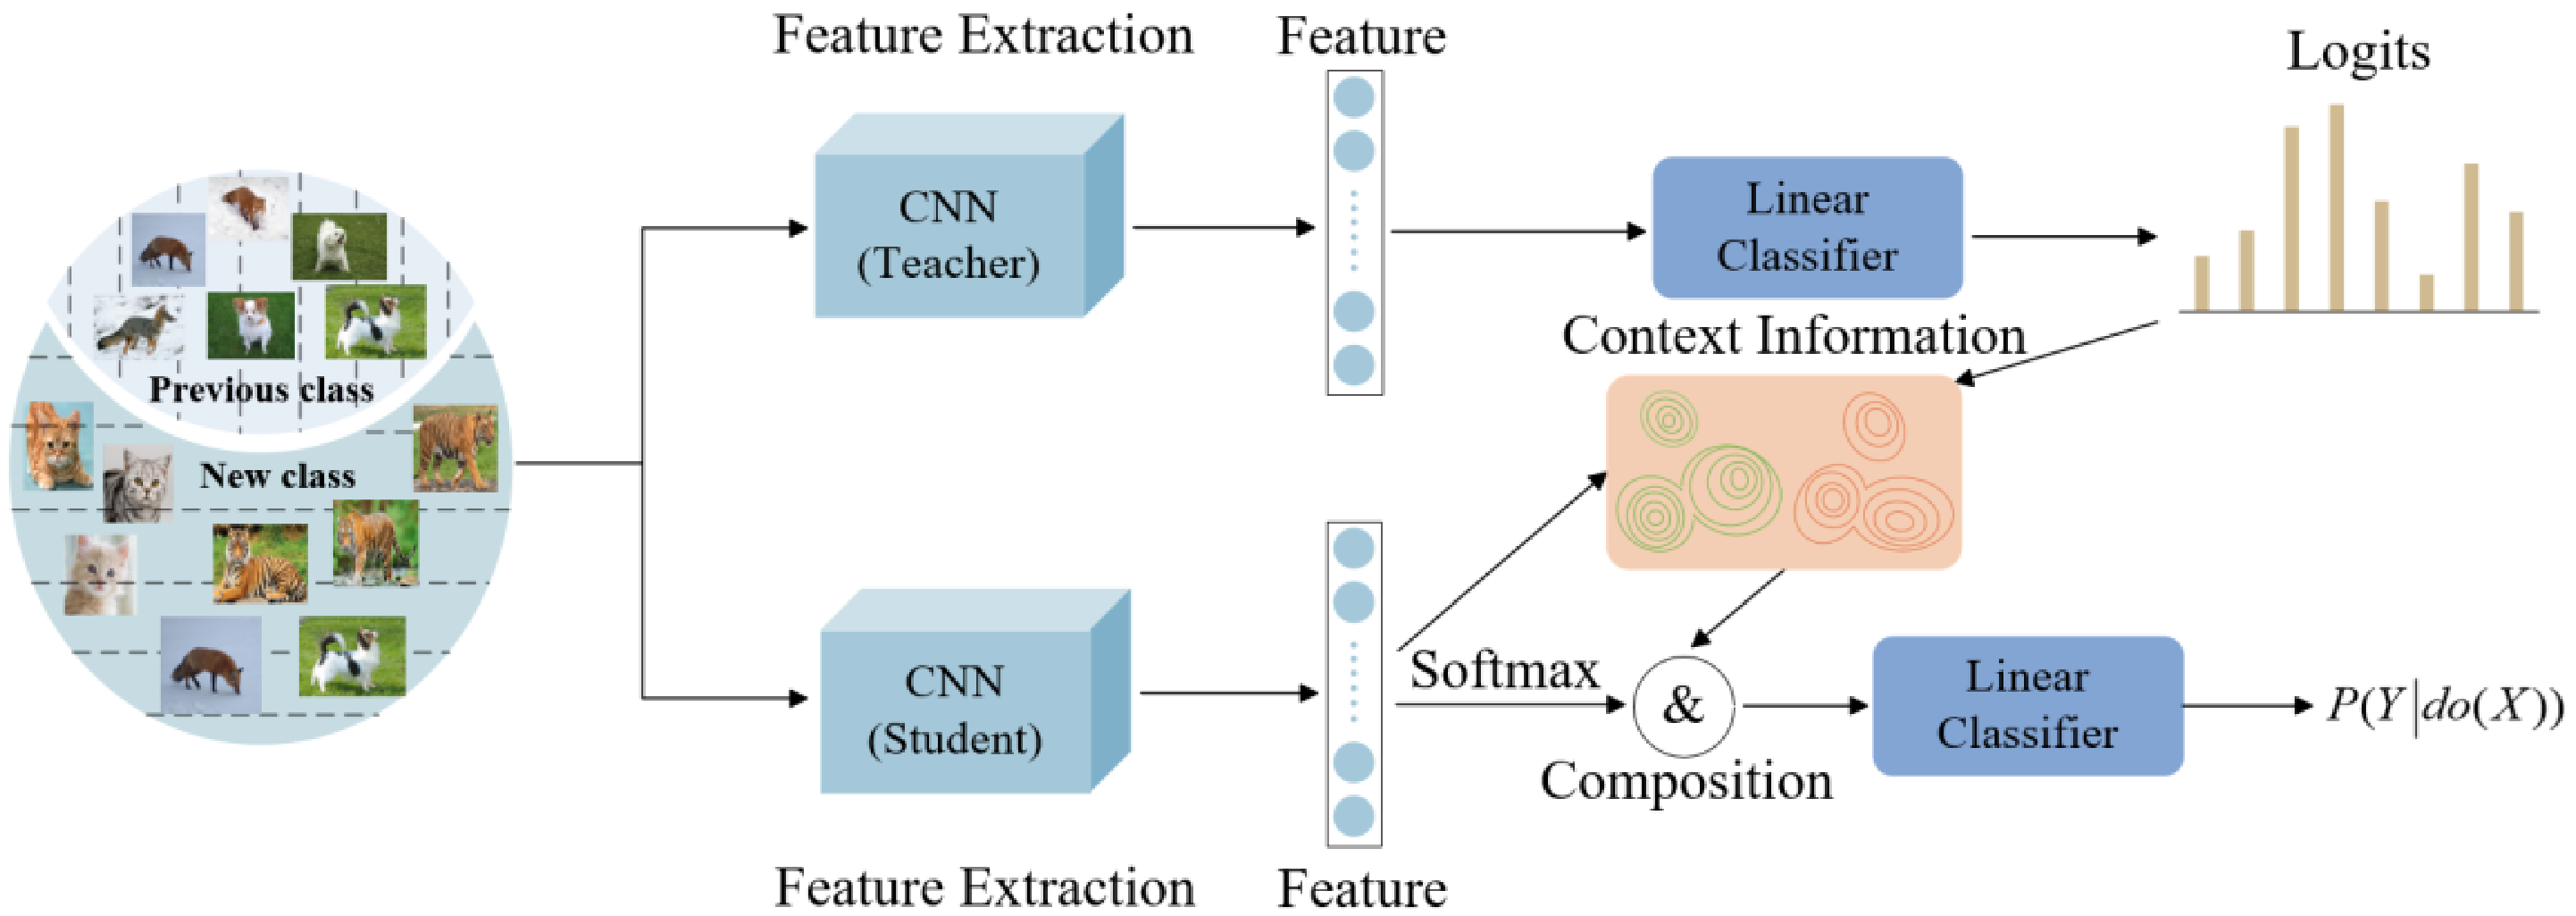 Feature Extraction
Feature
Logits
CNN
(Teacher)
Linear
Classifier
Context Information
Previous class
New class
CNN
(Student)
Softmax
&
Composition
Linear
Classifier
P(Y|do(X))
Feature Extraction
Feature